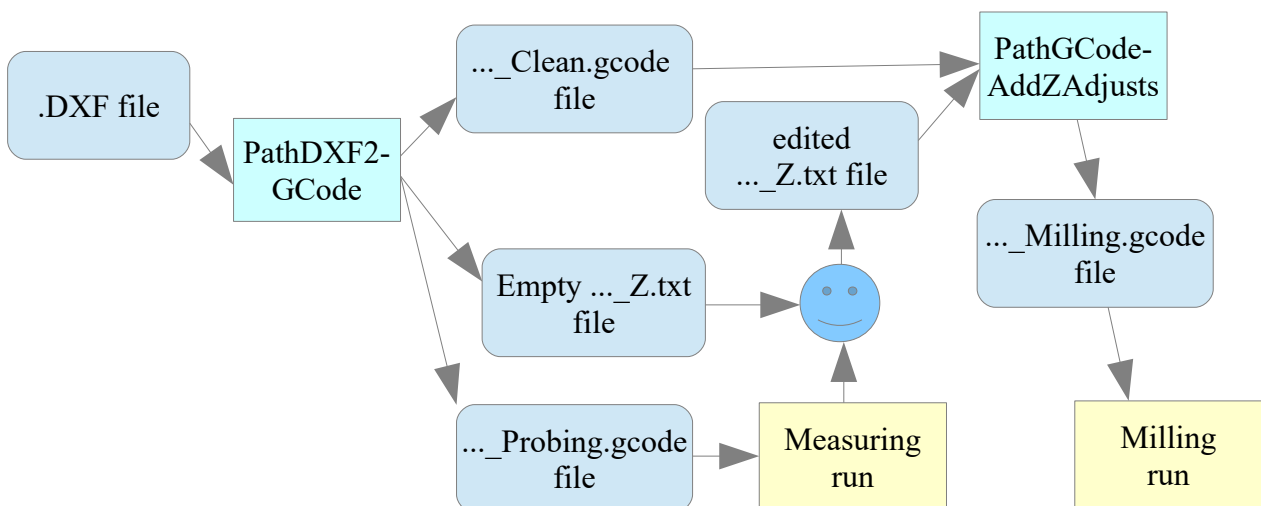 .DXF file
PathDXF2-
GCode
..._Clean.gcode
file
Empty ..._Z.txt
file
..._Probing.gcode
file
Measuring
run
edited
..._Z.txt file
PathGCode-
AddZAdjusts
..._Milling.gcode
file
Milling
run